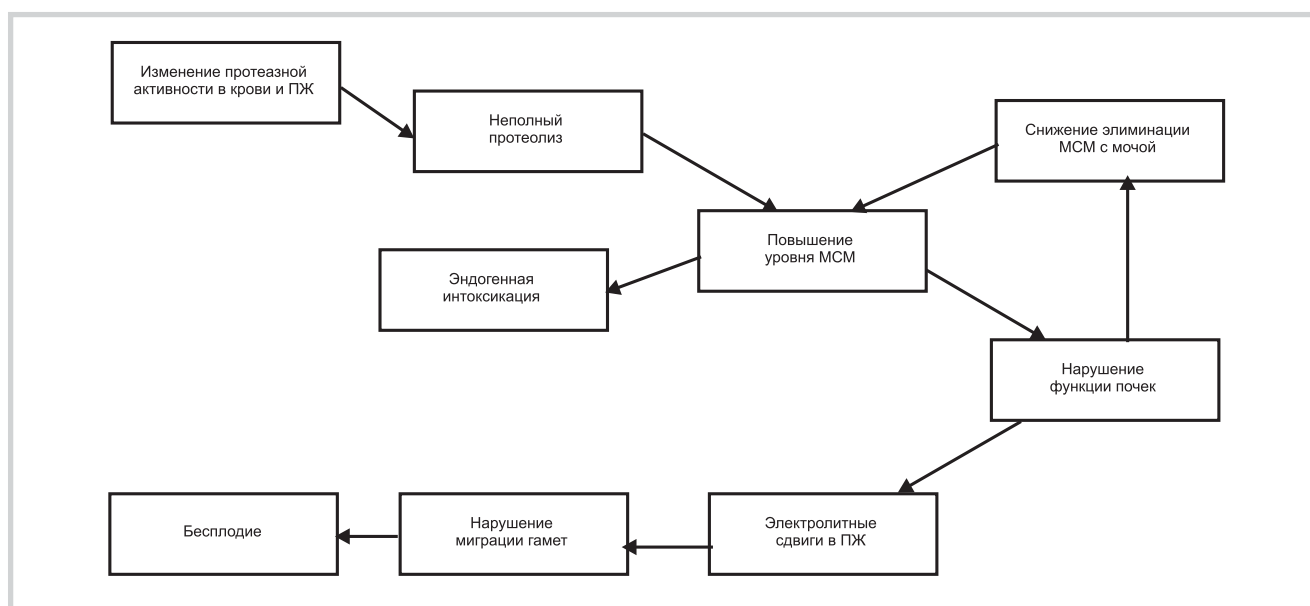 Изменение протеазной
активности в крови и ПЖ
Неполный
протеолиз
Снижение элиминации
МСМ с мочой
Повышение
уровня МСМ
Эндогенная
интоксикация
Нарушение
функции почек
Бесплодие
Нарушение
миграции гамет
Электролитные
сдвиги в ПЖ